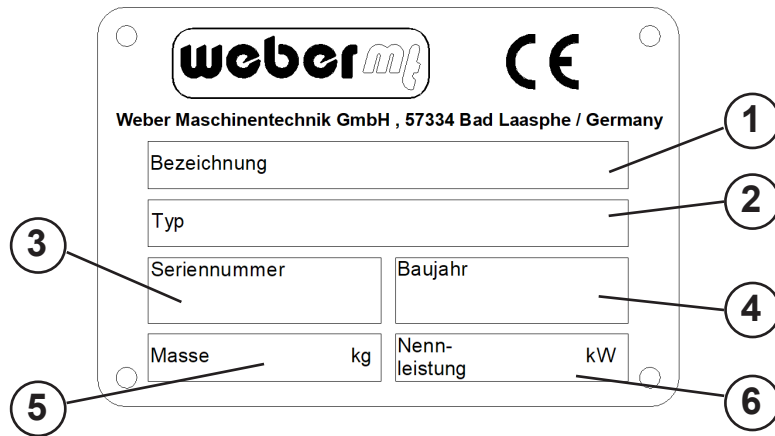 weber mt
CE
Weber Maschinentechnik GmbH , 57334 Bad Laasphe / Germany
1
Bezeichnung
2
Typ
3
Seriennummer
Baujahr
4
Masse kg
Nenn-
leistung kW
5
6